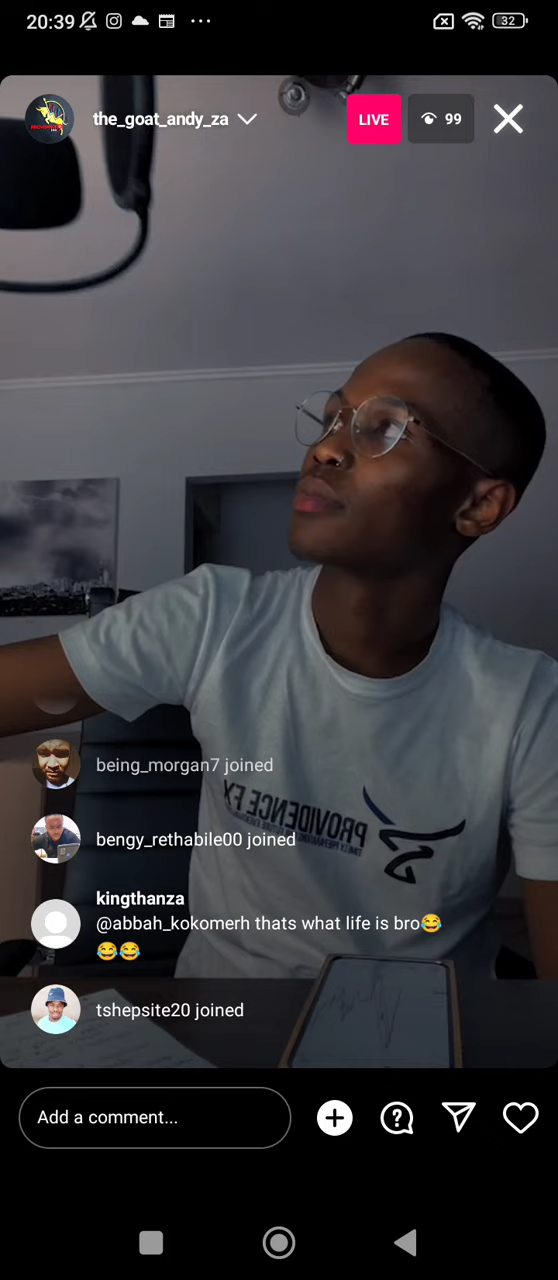 20:39
32
the_goat_andy_za
LIVE
99
being_morgan7 joined
bengy_rethabile00 joined
PROVIDENCE FX
kingthanza
@abbah_kokomerh thats what life is bro😂
😂😂
tshepsite20 joined
Add a comment...